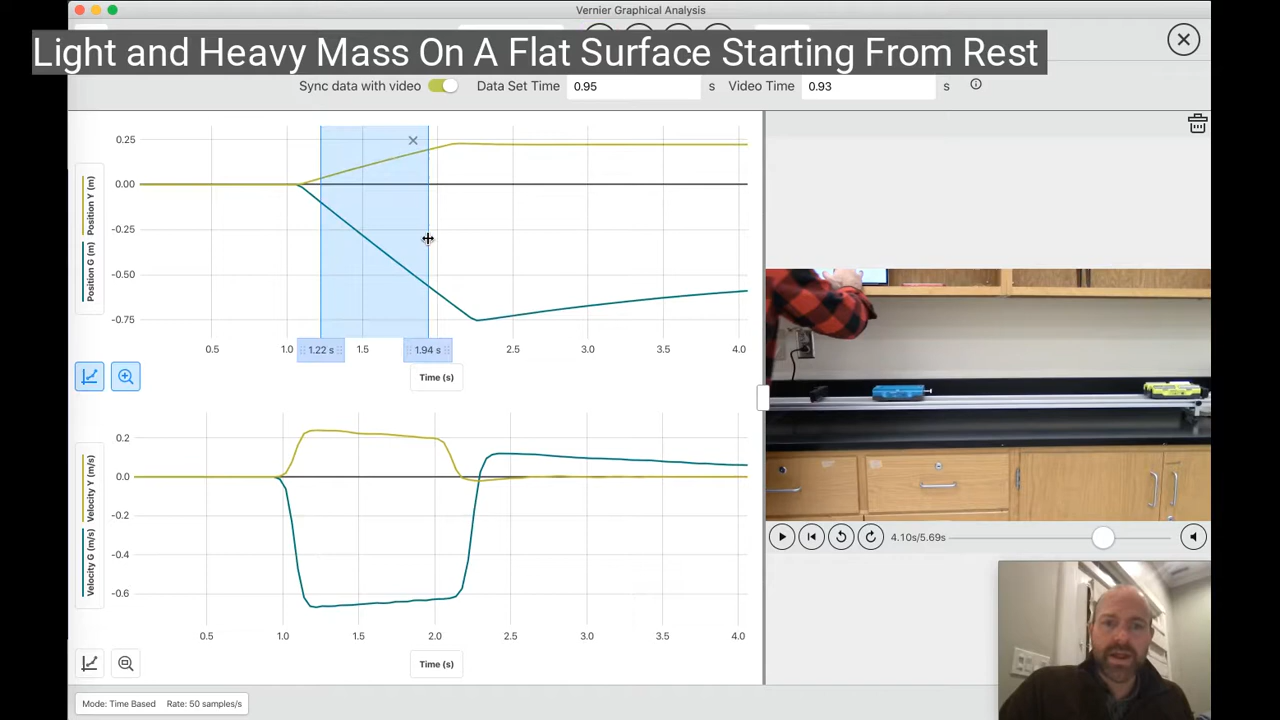 Vernier Graphical Analysis
Light and Heavy Mass On A Flat Surface Starting From Rest
Sync data with video
Data Set Time
0.95
s
Video Time
0.93
s
Position Y (m)
Position G (m)
0.25
0.00
-0.25
-0.50
-0.75
0.5
1.0
1.22 s
1.5
1.94 s
2.5
3.0
3.5
4.0
Time (s)
Velocity Y (m/s)
Velocity G (m/s)
0.2
0.0
-0.2
-0.4
-0.6
0.5
1.0
1.5
2.0
2.5
3.0
3.5
4.0
Time (s)
4.10s/5.69s
Mode: Time Based Rate: 50 samples/s